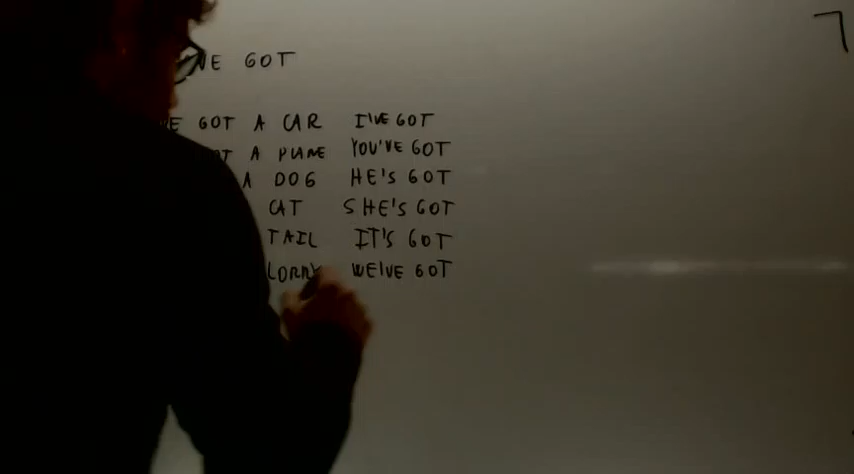 VE GOT
VE GOT A CAR I'VE GOT
OT A PLANE YOU'VE GOT
A DOG HE'S GOT
CAT SHE'S GOT
TAIL IT'S GOT
LORRY WE'VE GOT